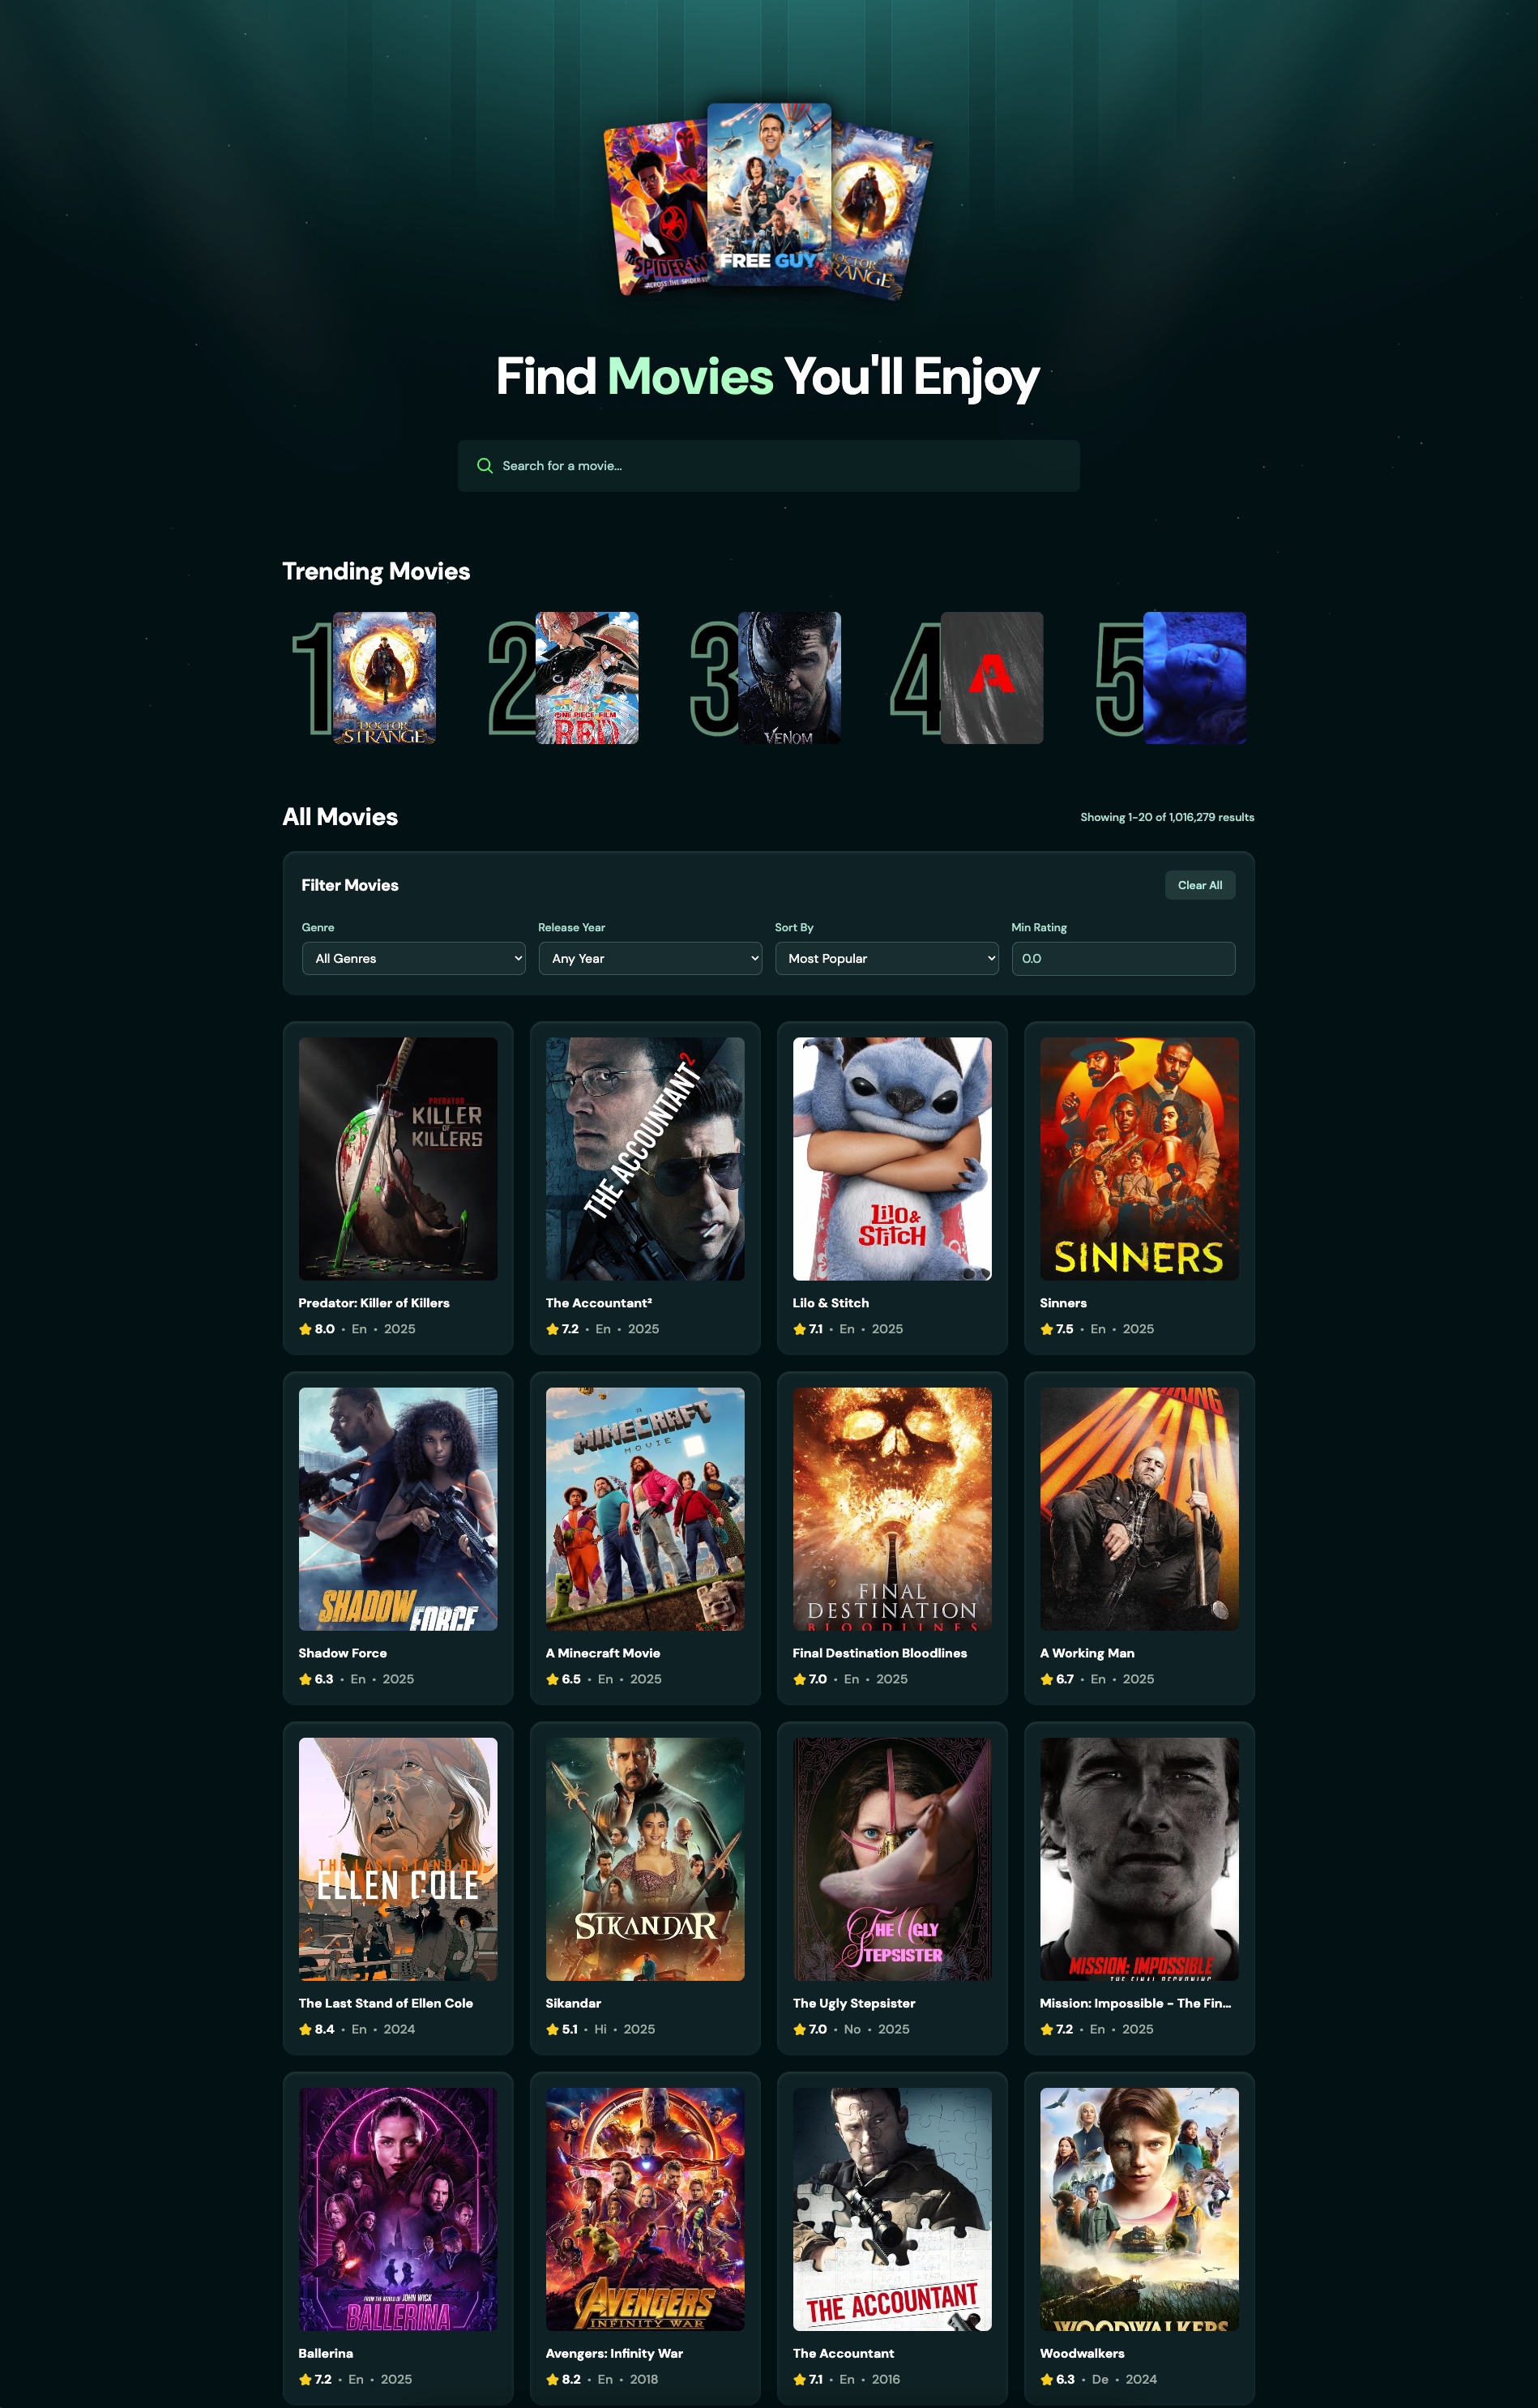 SPIDER-M
ACROSS THE SPIDER-V
FREE GUY
DOCTOR
STRANGE
Find Movies You'll Enjoy
Search for a movie...
Trending Movies
1
DOCTOR
STRANGE
2
ONE PIECE FILM
RED
3
VENOM
4
A
5
All Movies
Showing 1-20 of 1,016,279 results
Filter Movies
Clear All
Genre
Release Year
Sort By
Min Rating
All Genres
Any Year
Most Popular
0.0
PREDATOR
KILLER
OF
KILLERS
THE ACCOUNTANT 2
Lilo &
Stitch
SINNERS
Predator: Killer of Killers
8.0 • En • 2025
The Accountant²
7.2 • En • 2025
Lilo & Stitch
7.1 • En • 2025
Sinners
7.5 • En • 2025
SHADOW
FORCE
A
MINECRAFT
MOVIE
FINAL
DESTINATION
BLOODLINES
MAN
Shadow Force
6.3 • En • 2025
A Minecraft Movie
6.5 • En • 2025
Final Destination Bloodlines
7.0 • En • 2025
A Working Man
6.7 • En • 2025
THE LAST STAND OF
ELLEN COLE
SIKANDAR
THE UGLY
STEPSISTER
MISSION: IMPOSSIBLE
THE FINAL RECKONING
The Last Stand of Ellen Cole
8.4 • En • 2024
Sikandar
5.1 • Hi • 2025
The Ugly Stepsister
7.0 • No • 2025
Mission: Impossible - The Fin...
7.2 • En • 2025
FROM THE WORLD OF JOHN WICK
BALLERINA
AVENGERS
INFINITY WAR
THE ACCOUNTANT
WOODWALKERS
Ballerina
7.2 • En • 2025
Avengers: Infinity War
8.2 • En • 2018
The Accountant
7.1 • En • 2016
Woodwalkers
6.3 • De • 2024